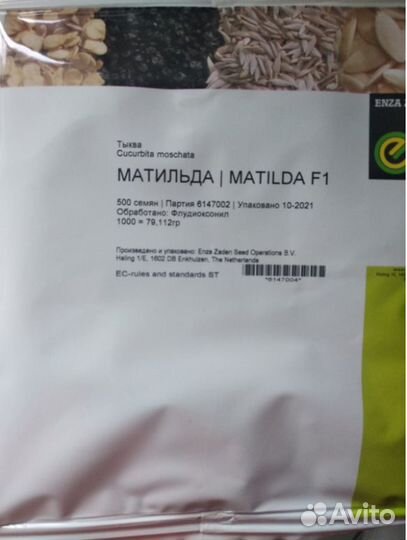 ENZA
Тыква
Cucurbita moschata
МАТИЛЬДА | MATILDA F1
500 семян | Партия 6147002 | Упаковано 10-2021
Обработано: Флудиоксонил
1000 = 79,112гр
Произведено и упаковано: Enza Zaden Seed Operations B.V.
Haling 1/E, 1602 DB Enkhuizen, The Netherlands
EC-rules and standards ST
*6147004*
Avito